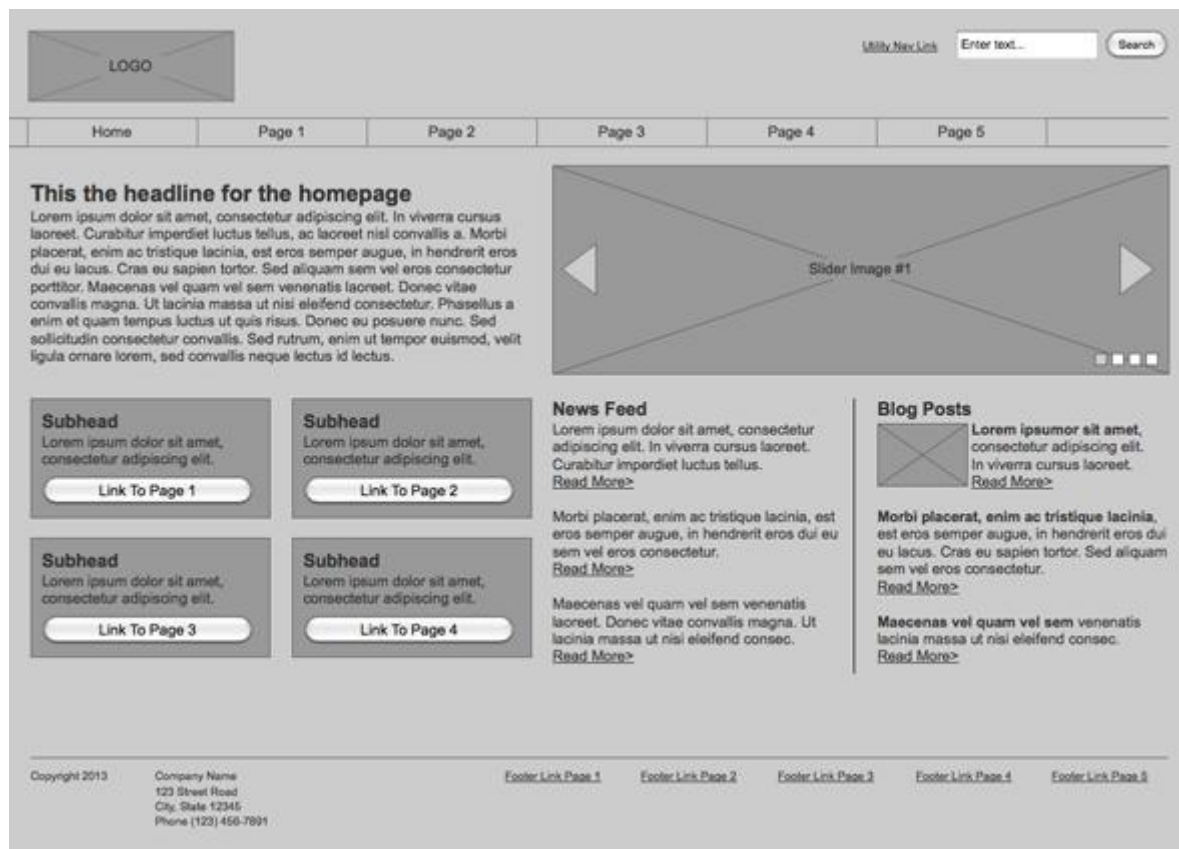 LOGO
Utility Nav Link
Enter text...
Search
Home
Page 1
Page 2
Page 3
Page 4
Page 5
This the headline for the homepage
Lorem ipsum dolor sit amet, consectetur adipiscing elit. In viverra cursus
laoreet. Curabitur imperdiet luctus tellus, ac laoreet nisl convallis a. Morbi
placerat, enim ac tristique lacinia, est eros semper augue, in hendrerit eros
dui eu lacus. Cras eu sapien tortor. Sed aliquam sem vel eros consectetur
porttitor. Maecenas vel quam vel sem venenatis laoreet. Donec vitae
convallis magna. Ut lacinia massa ut nisi eleifend consectetur. Phasellus a
enim et quam tempus luctus ut quis risus. Donec eu posuere nunc. Sed
sollicitudin consectetur convallis. Sed rutrum, enim ut tempor euismod, velit
ligula ornare lorem, sed convallis neque lectus id lectus.
Slider Image #1
Subhead
Lorem ipsum dolor sit amet,
consectetur adipiscing elit.
Link To Page 1
Subhead
Lorem ipsum dolor sit amet,
consectetur adipiscing elit.
Link To Page 2
Subhead
Lorem ipsum dolor sit amet,
consectetur adipiscing elit.
Link To Page 3
Subhead
Lorem ipsum dolor sit amet,
consectetur adipiscing elit.
Link To Page 4
News Feed
Lorem ipsum dolor sit amet, consectetur
adipiscing elit. In viverra cursus laoreet.
Curabitur imperdiet luctus tellus.
Read More>
Morbi placerat, enim ac tristique lacinia, est
eros semper augue, in hendrerit eros dui eu
sem vel eros consectetur.
Read More>
Maecenas vel quam vel sem venenatis
laoreet. Donec vitae convallis magna. Ut
lacinia massa ut nisi eleifend consec.
Read More>
Blog Posts
Lorem ipsumor sit amet,
consectetur adipiscing elit.
In viverra cursus laoreet.
Read More>
Morbi placerat, enim ac tristique lacinia,
est eros semper augue, in hendrerit eros dui
eu lacus. Cras eu sapien tortor. Sed aliquam
sem vel eros consectetur.
Read More>
Maecenas vel quam vel sem venenatis
lacinia massa ut nisi eleifend consec.
Read More>
Copyright 2013
Company Name
123 Street Road
City, State 12345
Phone (123) 456-7891
Footer Link Page 1
Footer Link Page 2
Footer Link Page 3
Footer Link Page 4
Footer Link Page 5